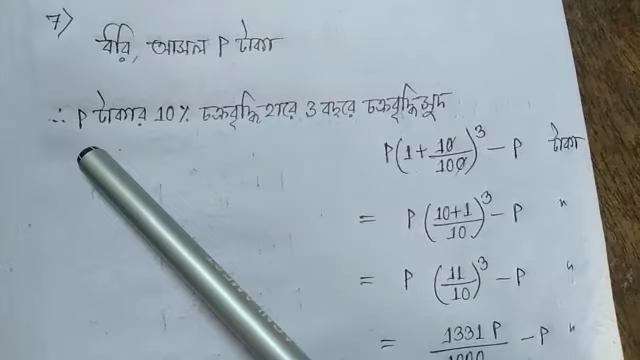 7)
ধরি, আসল P টাকা
∴ P টাকার 10% চক্রবৃদ্ধি হারে 3 বছরে চক্রবৃদ্ধি সুদ
P(1+10/100)^3 − P টাকা
= P (10+1/10)^3 − P "
= P (11/10)^3 − P "
= 1331 P/1000 − P "